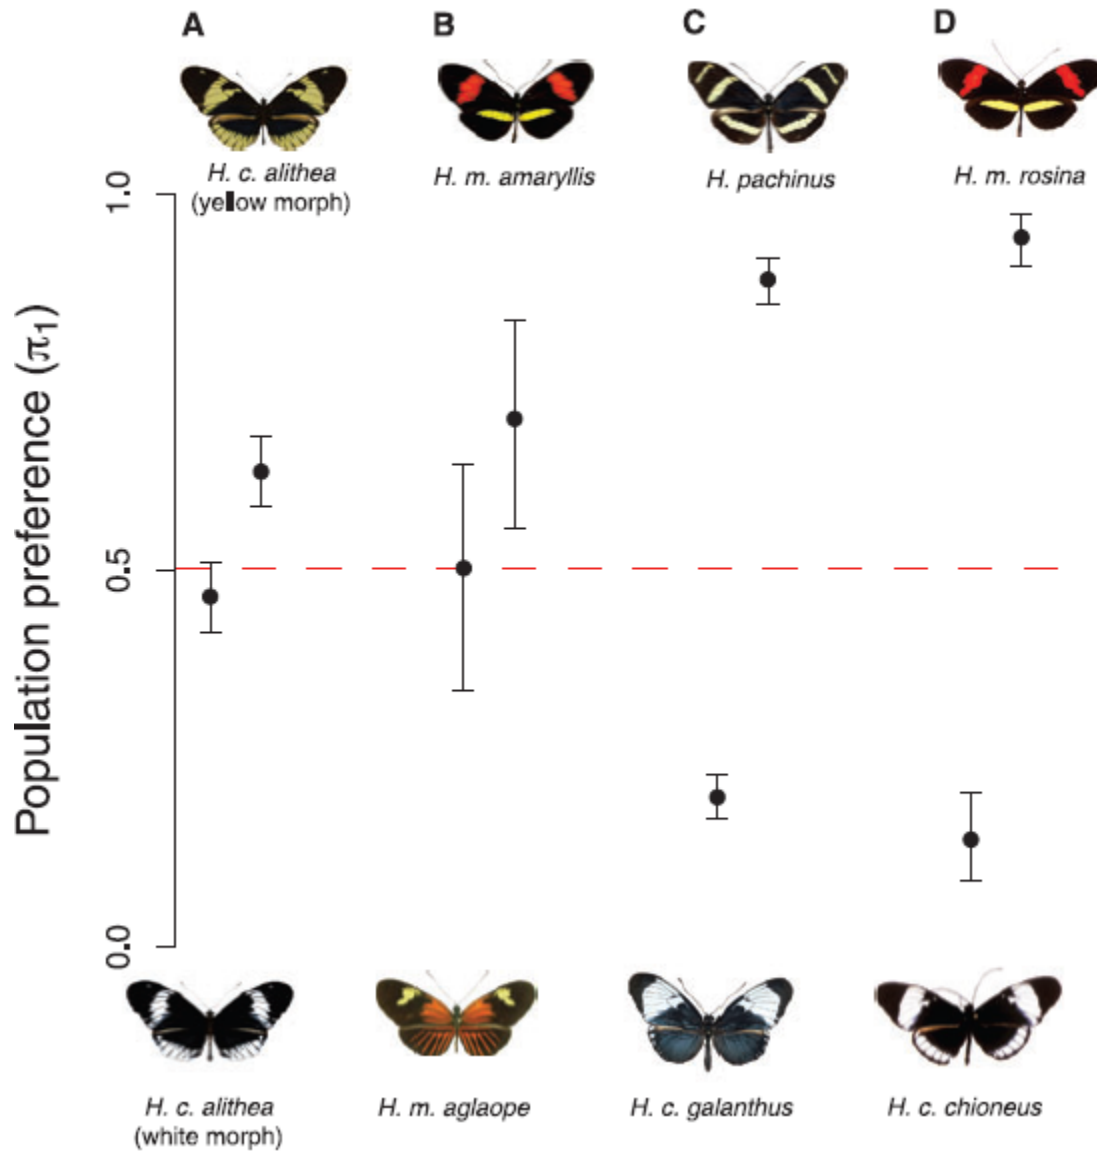 A B C D
H. c. alithea
(yellow morph)
H. m. amaryllis
H. pachinus
H. m. rosina
Population preference (π₁)
1.0
0.5
0.0
H. c. alithea
(white morph)
H. m. aglaope
H. c. galanthus
H. c. chioneus